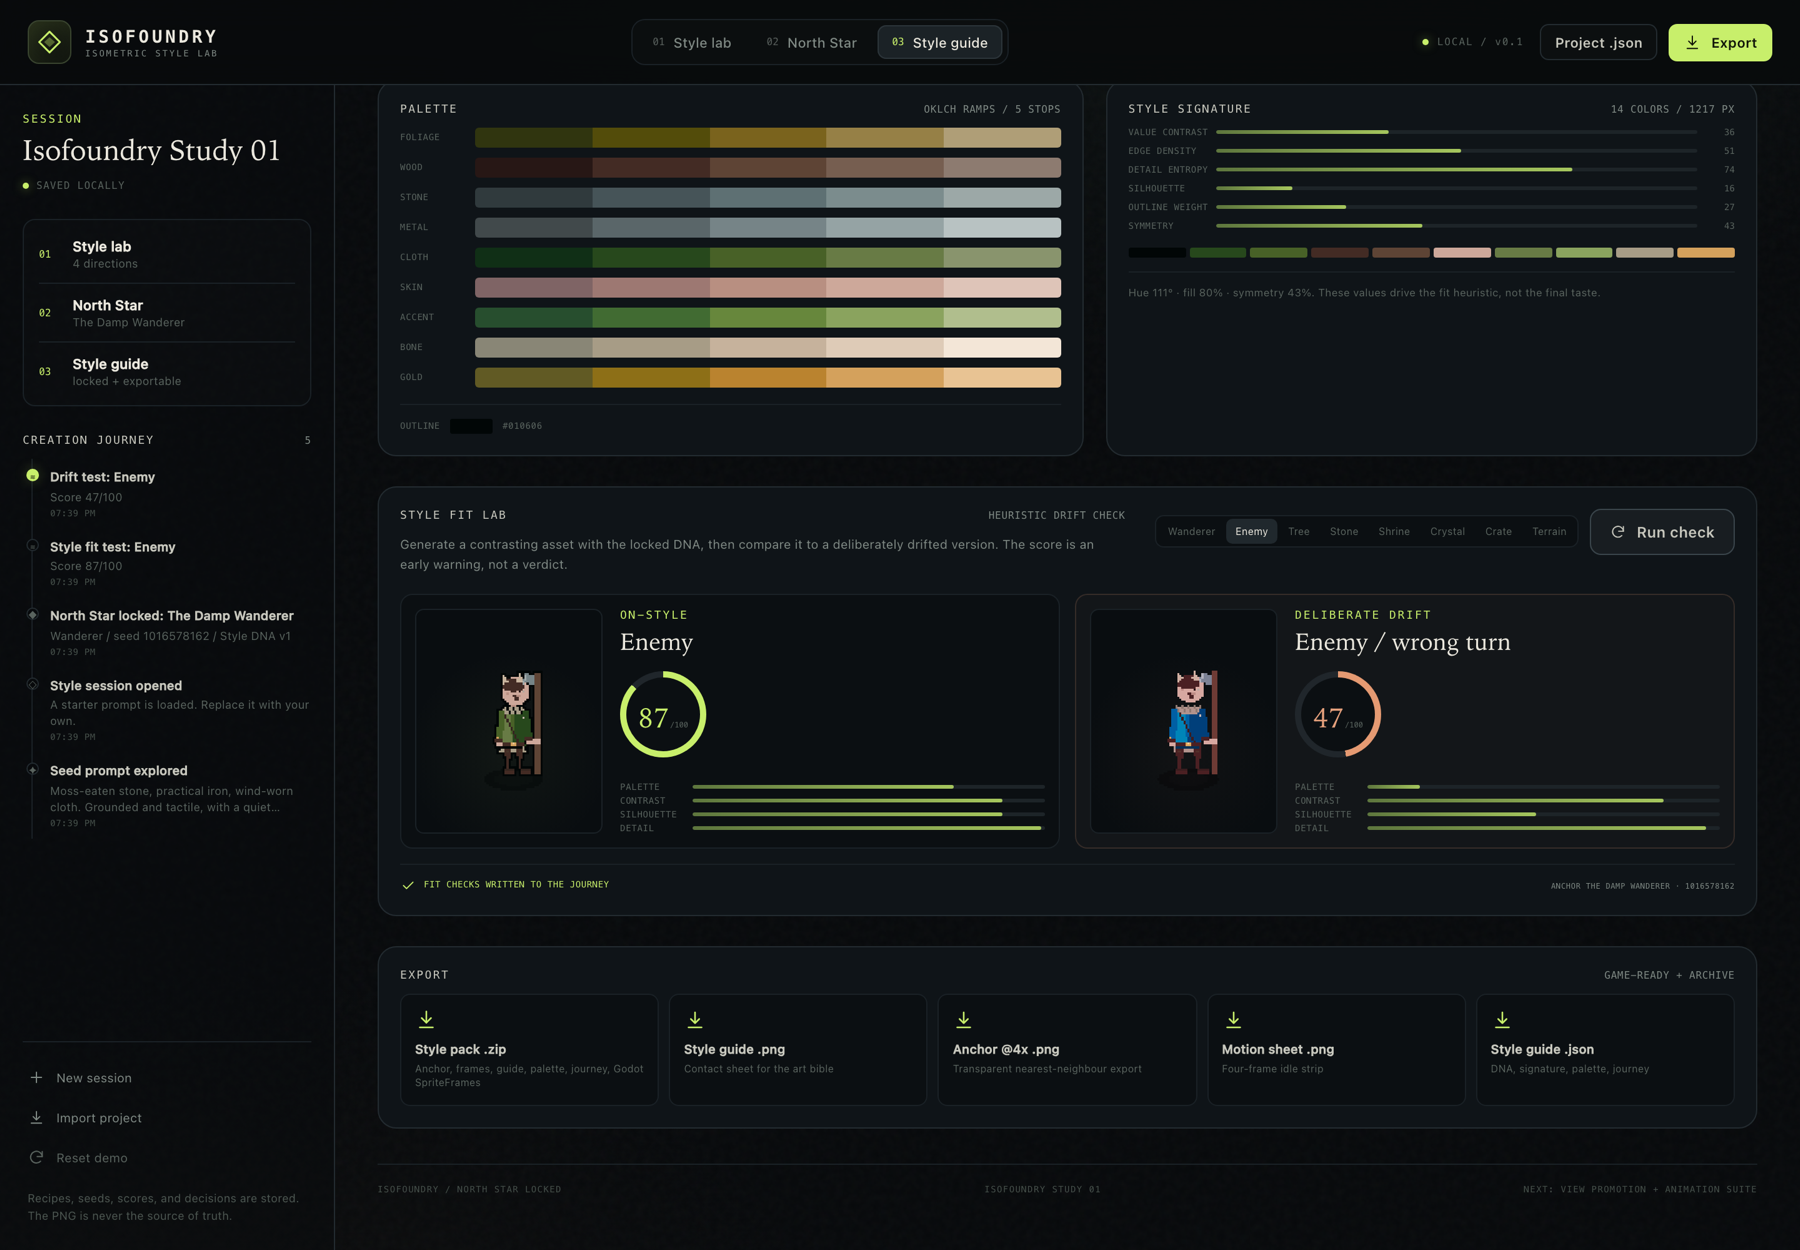 ISOFOUNDRY
ISOMETRIC STYLE LAB
01 Style lab
02 North Star
03 Style guide
LOCAL / v0.1
Project .json
Export
SESSION
Isofoundry Study 01
SAVED LOCALLY
01
Style lab
4 directions
02
North Star
The Damp Wanderer
03
Style guide
locked + exportable
CREATION JOURNEY
5
Drift test: Enemy
Score 47/100
07:39 PM
Style fit test: Enemy
Score 87/100
07:39 PM
North Star locked: The Damp Wanderer
Wanderer / seed 1016578162 / Style DNA v1
07:39 PM
Style session opened
A starter prompt is loaded. Replace it with your
own.
07:39 PM
Seed prompt explored
Moss-eaten stone, practical iron, wind-worn
cloth. Grounded and tactile, with a quiet...
07:39 PM
New session
Import project
Reset demo
Recipes, seeds, scores, and decisions are stored.
The PNG is never the source of truth.
PALETTE
OKLCH RAMPS / 5 STOPS
FOLIAGE
WOOD
STONE
METAL
CLOTH
SKIN
ACCENT
BONE
GOLD
OUTLINE
#010606
STYLE SIGNATURE
14 COLORS / 1217 PX
VALUE CONTRAST 36
EDGE DENSITY 51
DETAIL ENTROPY 74
SILHOUETTE 16
OUTLINE WEIGHT 27
SYMMETRY 43
Hue 111° · fill 80% · symmetry 43%. These values drive the fit heuristic, not the final taste.
STYLE FIT LAB
HEURISTIC DRIFT CHECK
Generate a contrasting asset with the locked DNA, then compare it to a deliberately drifted version. The score is an
early warning, not a verdict.
Wanderer
Enemy
Tree
Stone
Shrine
Crystal
Crate
Terrain
Run check
ON-STYLE
Enemy
87 /100
PALETTE
CONTRAST
SILHOUETTE
DETAIL
DELIBERATE DRIFT
Enemy / wrong turn
47 /100
PALETTE
CONTRAST
SILHOUETTE
DETAIL
FIT CHECKS WRITTEN TO THE JOURNEY
ANCHOR THE DAMP WANDERER · 1016578162
EXPORT
GAME-READY + ARCHIVE
Style pack .zip
Anchor, frames, guide, palette, journey, Godot
SpriteFrames
Style guide .png
Contact sheet for the art bible
Anchor @4x .png
Transparent nearest-neighbour export
Motion sheet .png
Four-frame idle strip
Style guide .json
DNA, signature, palette, journey
ISOFOUNDRY / NORTH STAR LOCKED
ISOFOUNDRY STUDY 01
NEXT: VIEW PROMOTION + ANIMATION SUITE